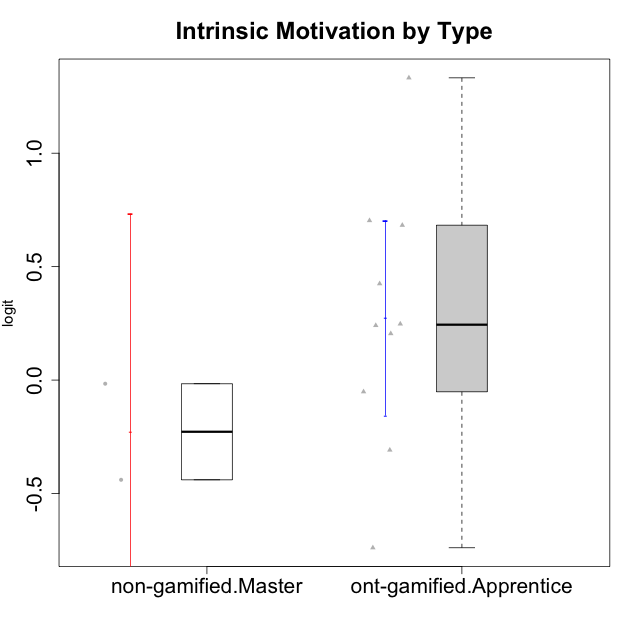 Intrinsic Motivation by Type
logit
1.0
0.5
0.0
-0.5
non-gamified.Master
ont-gamified.Apprentice